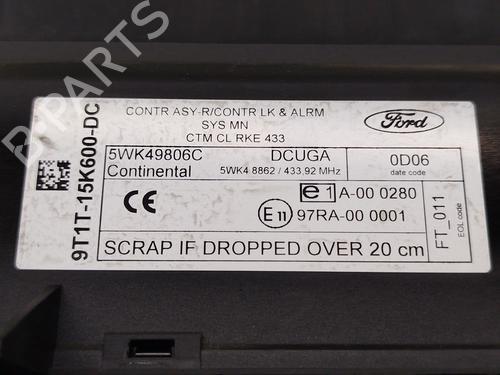 B-PARTS
CONTR ASY-R/CONTR LK & ALRM
SYS MN
CTM CL RKE 433
Ford
9T1T-15K600-DC
5WK49806C DCUGA
Continental 5WK4 8862 / 433.92 MHz
0D06
date code
CE
e1 A-00 0280
E11 97RA-00 0001
FT_011
EOL code
SCRAP IF DROPPED OVER 20 cm